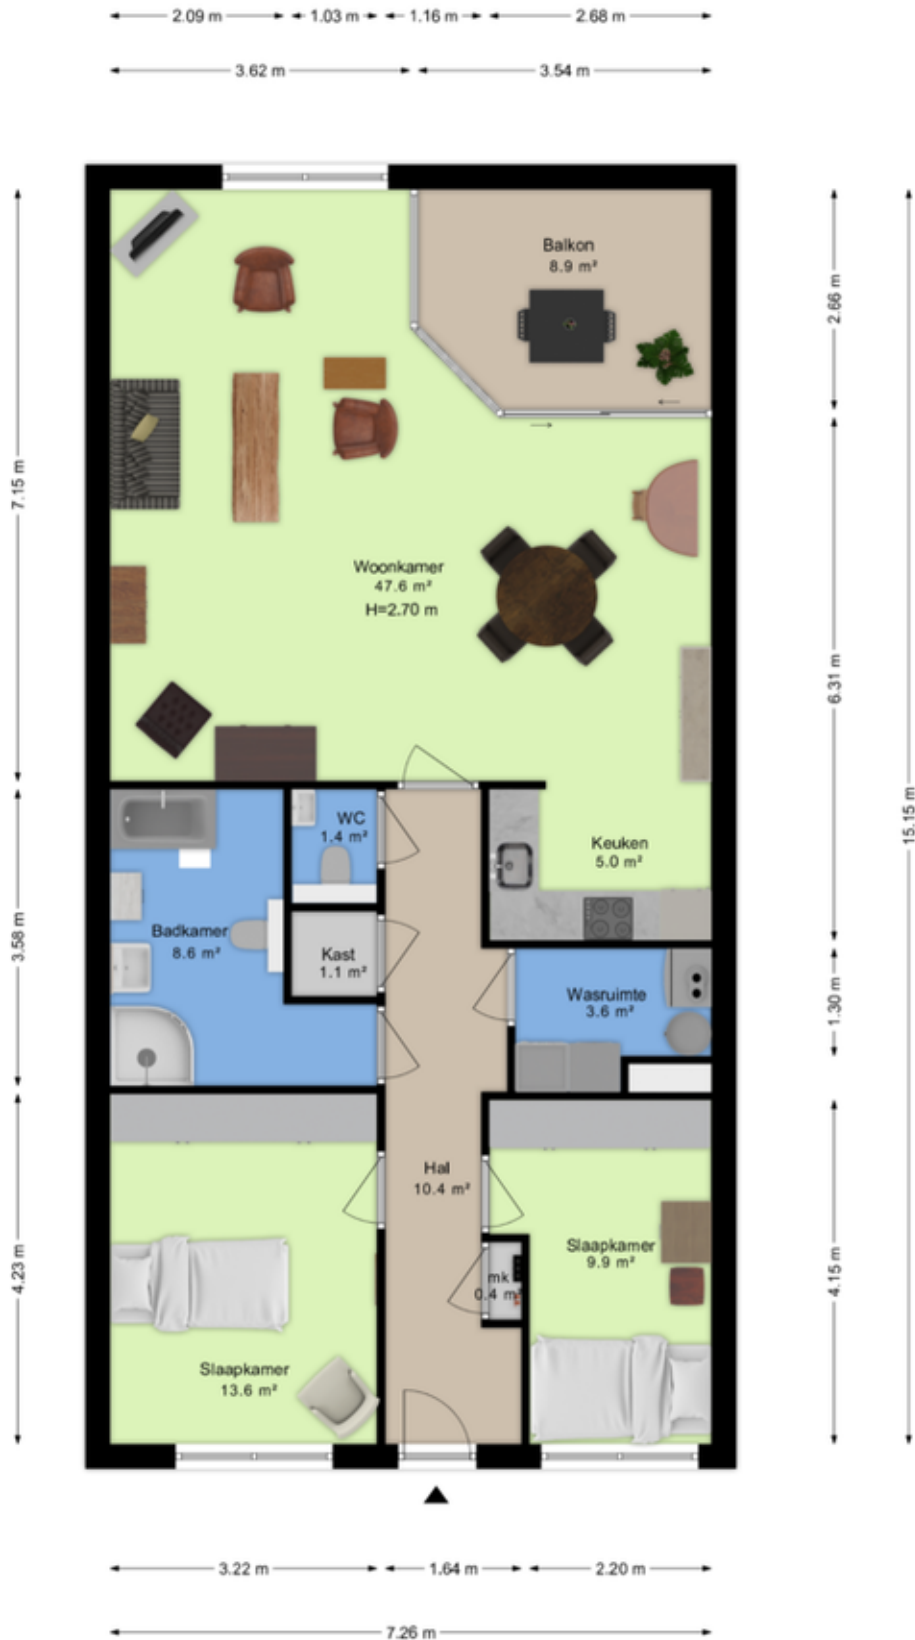 2.09 m 1.03 m 1.16 m 2.68 m
3.62 m 3.54 m
Balkon
8.9 m²
2.66 m
7.15 m
Woonkamer
47.6 m²
H=2.70 m
6.31 m
15.15 m
WC
1.4 m²
Keuken
5.0 m²
Badkamer
8.6 m²
3.58 m
Kast
1.1 m²
Wasruimte
3.6 m²
1.30 m
Hal
10.4 m²
Slaapkamer
9.9 m²
mk
0.4 m²
4.23 m
4.15 m
Slaapkamer
13.6 m²
3.22 m 1.64 m 2.20 m
7.26 m